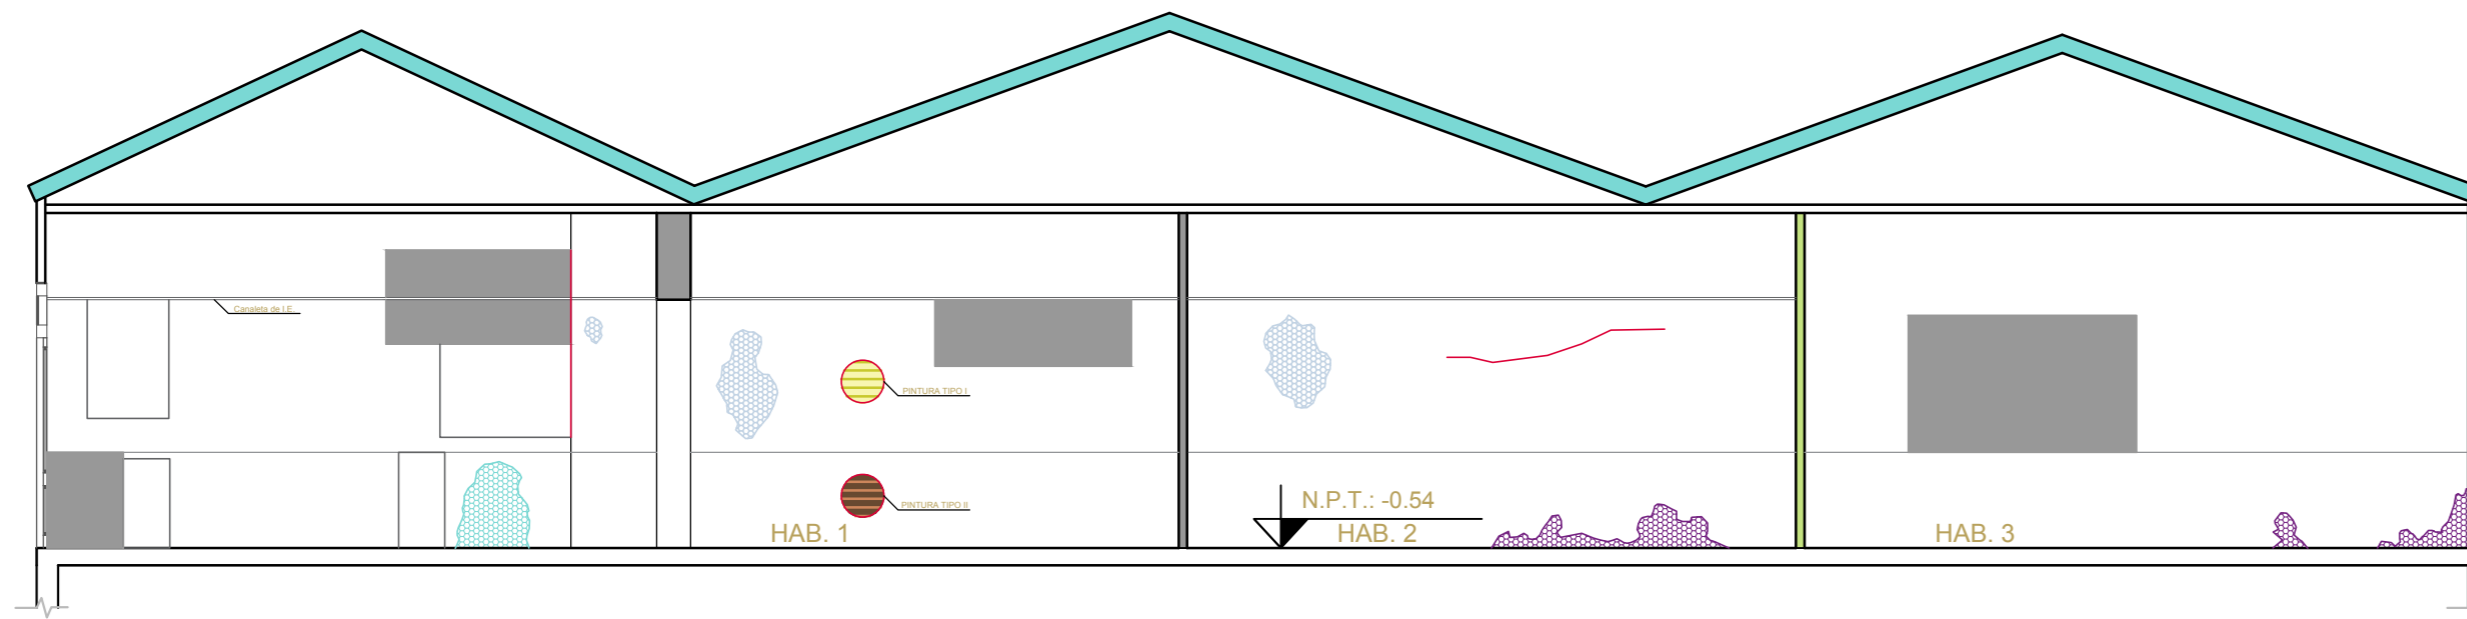 Canaleta de I.E.
PINTURA TIPO I
PINTURA TIPO II
HAB. 1
N.P.T.: -0.54
HAB. 2
HAB. 3